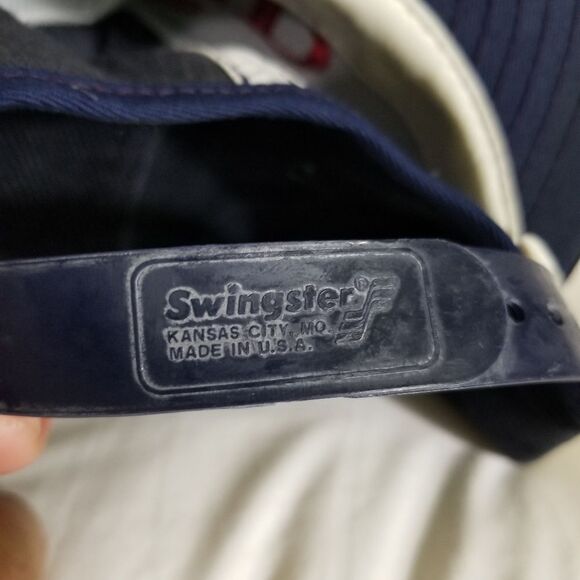 Swingster®
KANSAS CITY, MO.
MADE IN U.S.A.